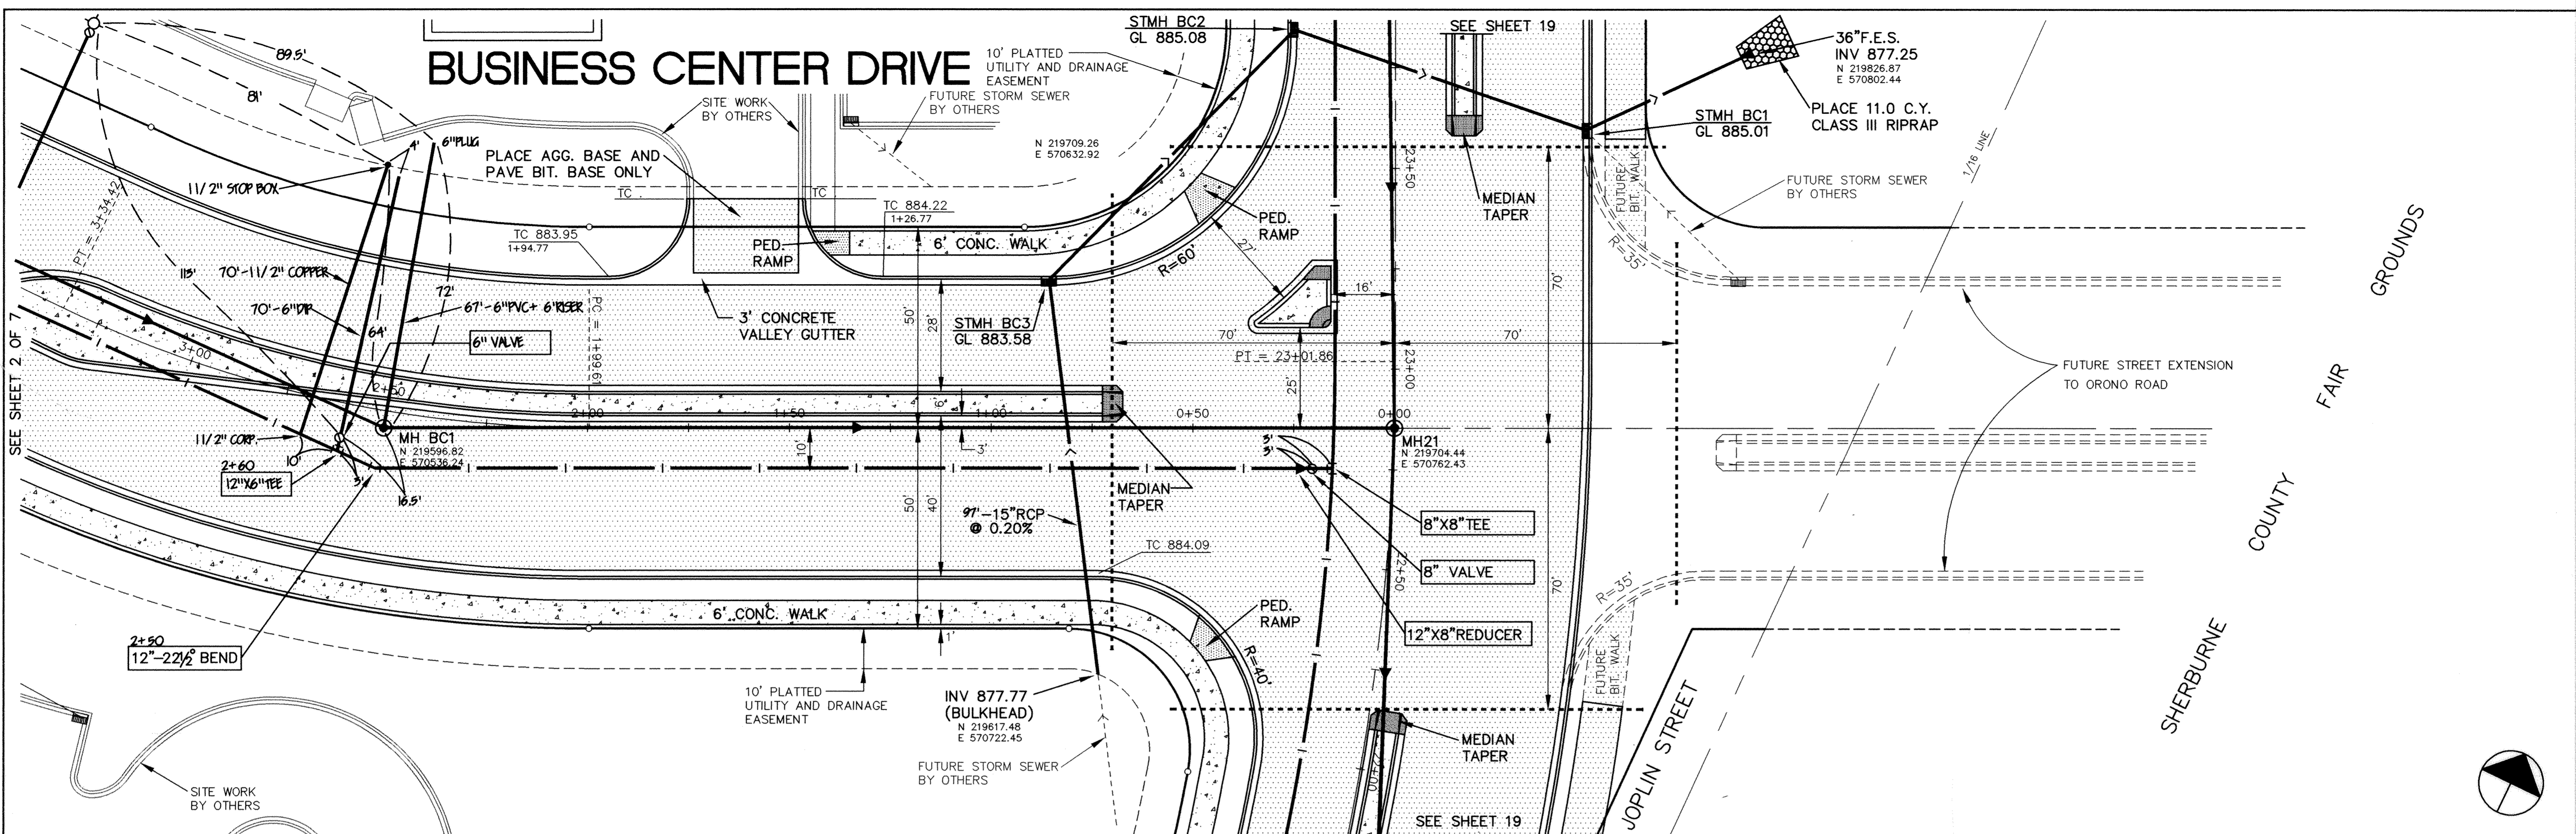 BUSINESS CENTER DRIVE
89.5'
81'
4'
6"PLUG
11/2" STOP BOX
SITE WORK
BY OTHERS
PLACE AGG. BASE AND
PAVE BIT. BASE ONLY
10' PLATTED
UTILITY AND DRAINAGE
EASEMENT
FUTURE STORM SEWER
BY OTHERS
N 219709.26
E 570632.92
STMH BC2
GL 885.08
SEE SHEET 19
36"F.E.S.
INV 877.25
N 219826.87
E 570802.44
PLACE 11.0 C.Y.
CLASS III RIPRAP
STMH BC1
GL 885.01
1/16 LINE
FUTURE STORM SEWER
BY OTHERS
23+50
MEDIAN
TAPER
FUTURE
BIT. WALK
R=35'
TC
TC
TC 884.22
1+26.77
TC 883.95
1+94.77
PED.
RAMP
6' CONC. WALK
PED.
RAMP
27'
R=60'
PT = 3+34.42
113'
70'-11/2" COPPER
72'
70'-6"DIP
67'-6"PVC+ 6'RISER
64'
6" VALVE
PC = 1+99.61
3' CONCRETE
VALLEY GUTTER
50'
28'
STMH BC3
GL 883.58
16'
70'
70'
70'
PT = 23+01.86
25'
23+00
FUTURE STREET EXTENSION
TO ORONO ROAD
SEE SHEET 2 OF 7
3+00
2+50
2+00
1+50
1+00
0+50
0+00
6'
3'
10'
11/2" CORP.
10'
2+60
12"X6"TEE
3'
16.5'
MH BC1
N 219596.82
E 570536.24
MH21
N 219704.44
E 570762.43
3'
3'
MEDIAN
TAPER
50'
40'
97'-15"RCP
@ 0.20%
TC 884.09
8"X8"TEE
8" VALVE
12"X8"REDUCER
22+50
70'
R=35'
FUTURE
BIT. WALK
6' CONC. WALK
1'
PED.
RAMP
R=40'
2+50
12"-22½° BEND
10' PLATTED
UTILITY AND DRAINAGE
EASEMENT
INV 877.77
(BULKHEAD)
N 219617.48
E 570722.45
FUTURE STORM SEWER
BY OTHERS
MEDIAN
TAPER
22+00
SEE SHEET 19
SITE WORK
BY OTHERS
JOPLIN STREET
SHERBURNE COUNTY FAIR GROUNDS